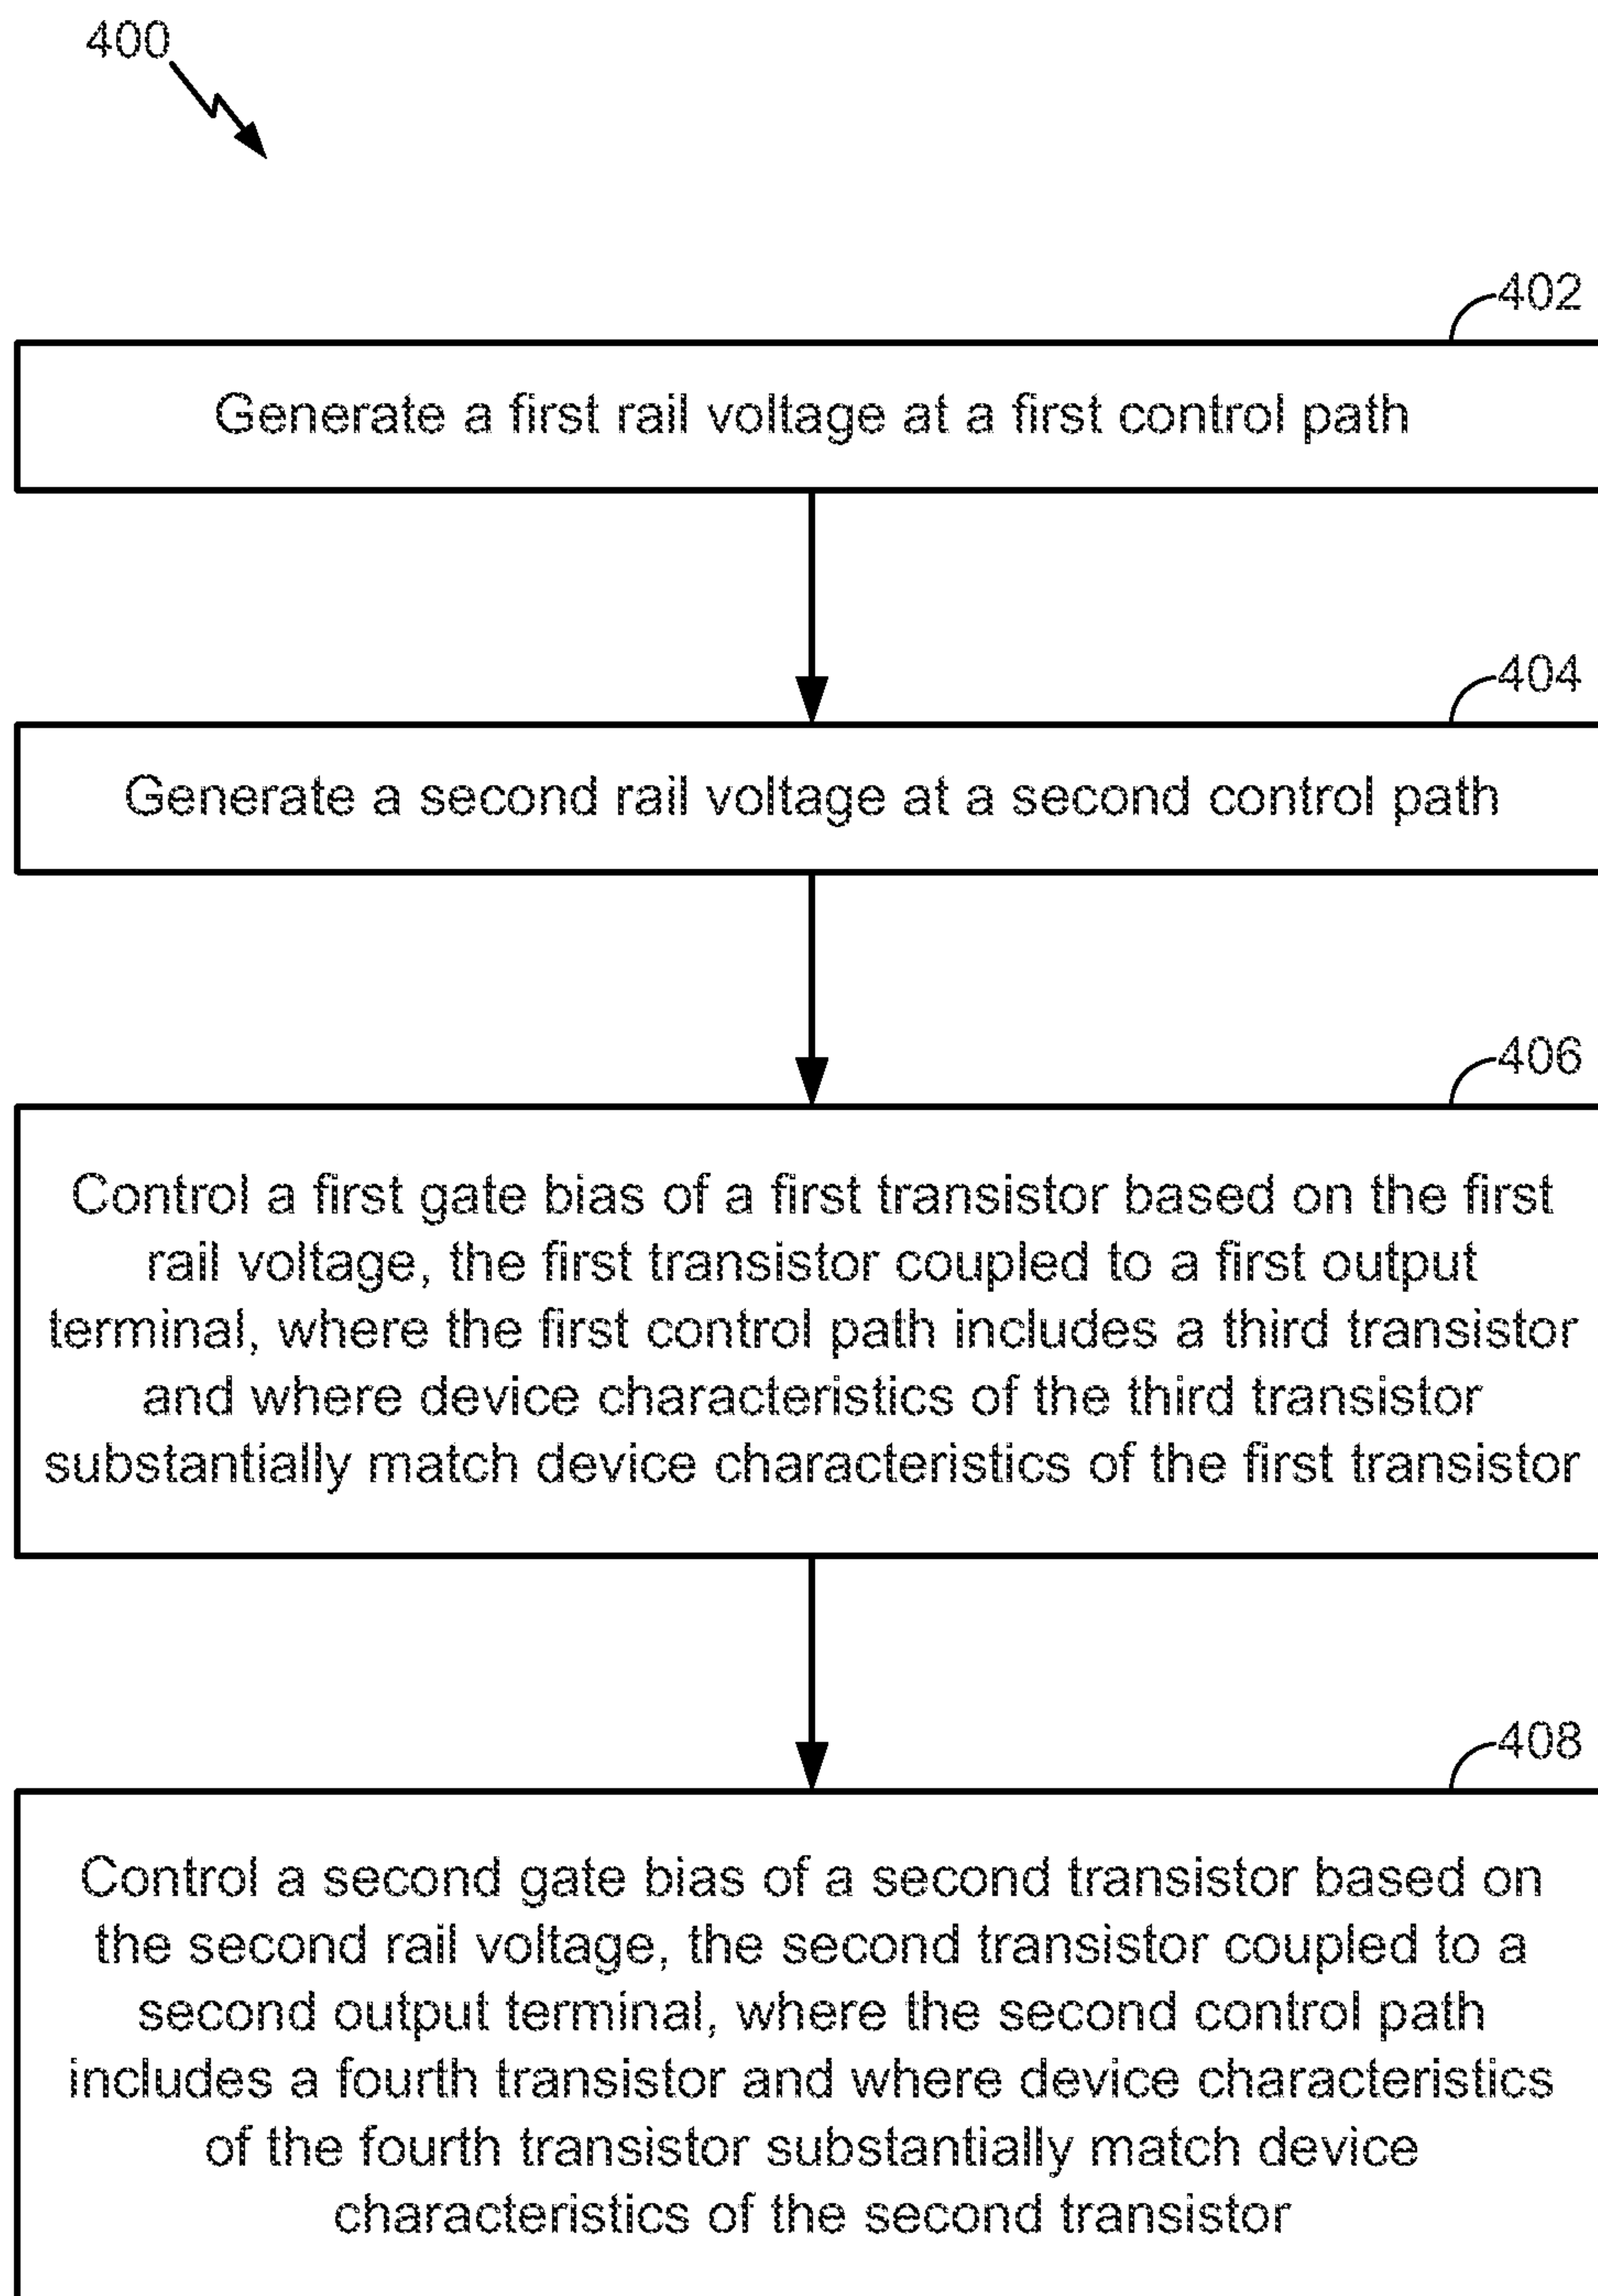 400
402
Generate a first rail voltage at a first control path
404
Generate a second rail voltage at a second control path
406
Control a first gate bias of a first transistor based on the first
rail voltage, the first transistor coupled to a first output
terminal, where the first control path includes a third transistor
and where device characteristics of the third transistor
substantially match device characteristics of the first transistor
408
Control a second gate bias of a second transistor based on
the second rail voltage, the second transistor coupled to a
second output terminal, where the second control path
includes a fourth transistor and where device characteristics
of the fourth transistor substantially match device
characteristics of the second transistor